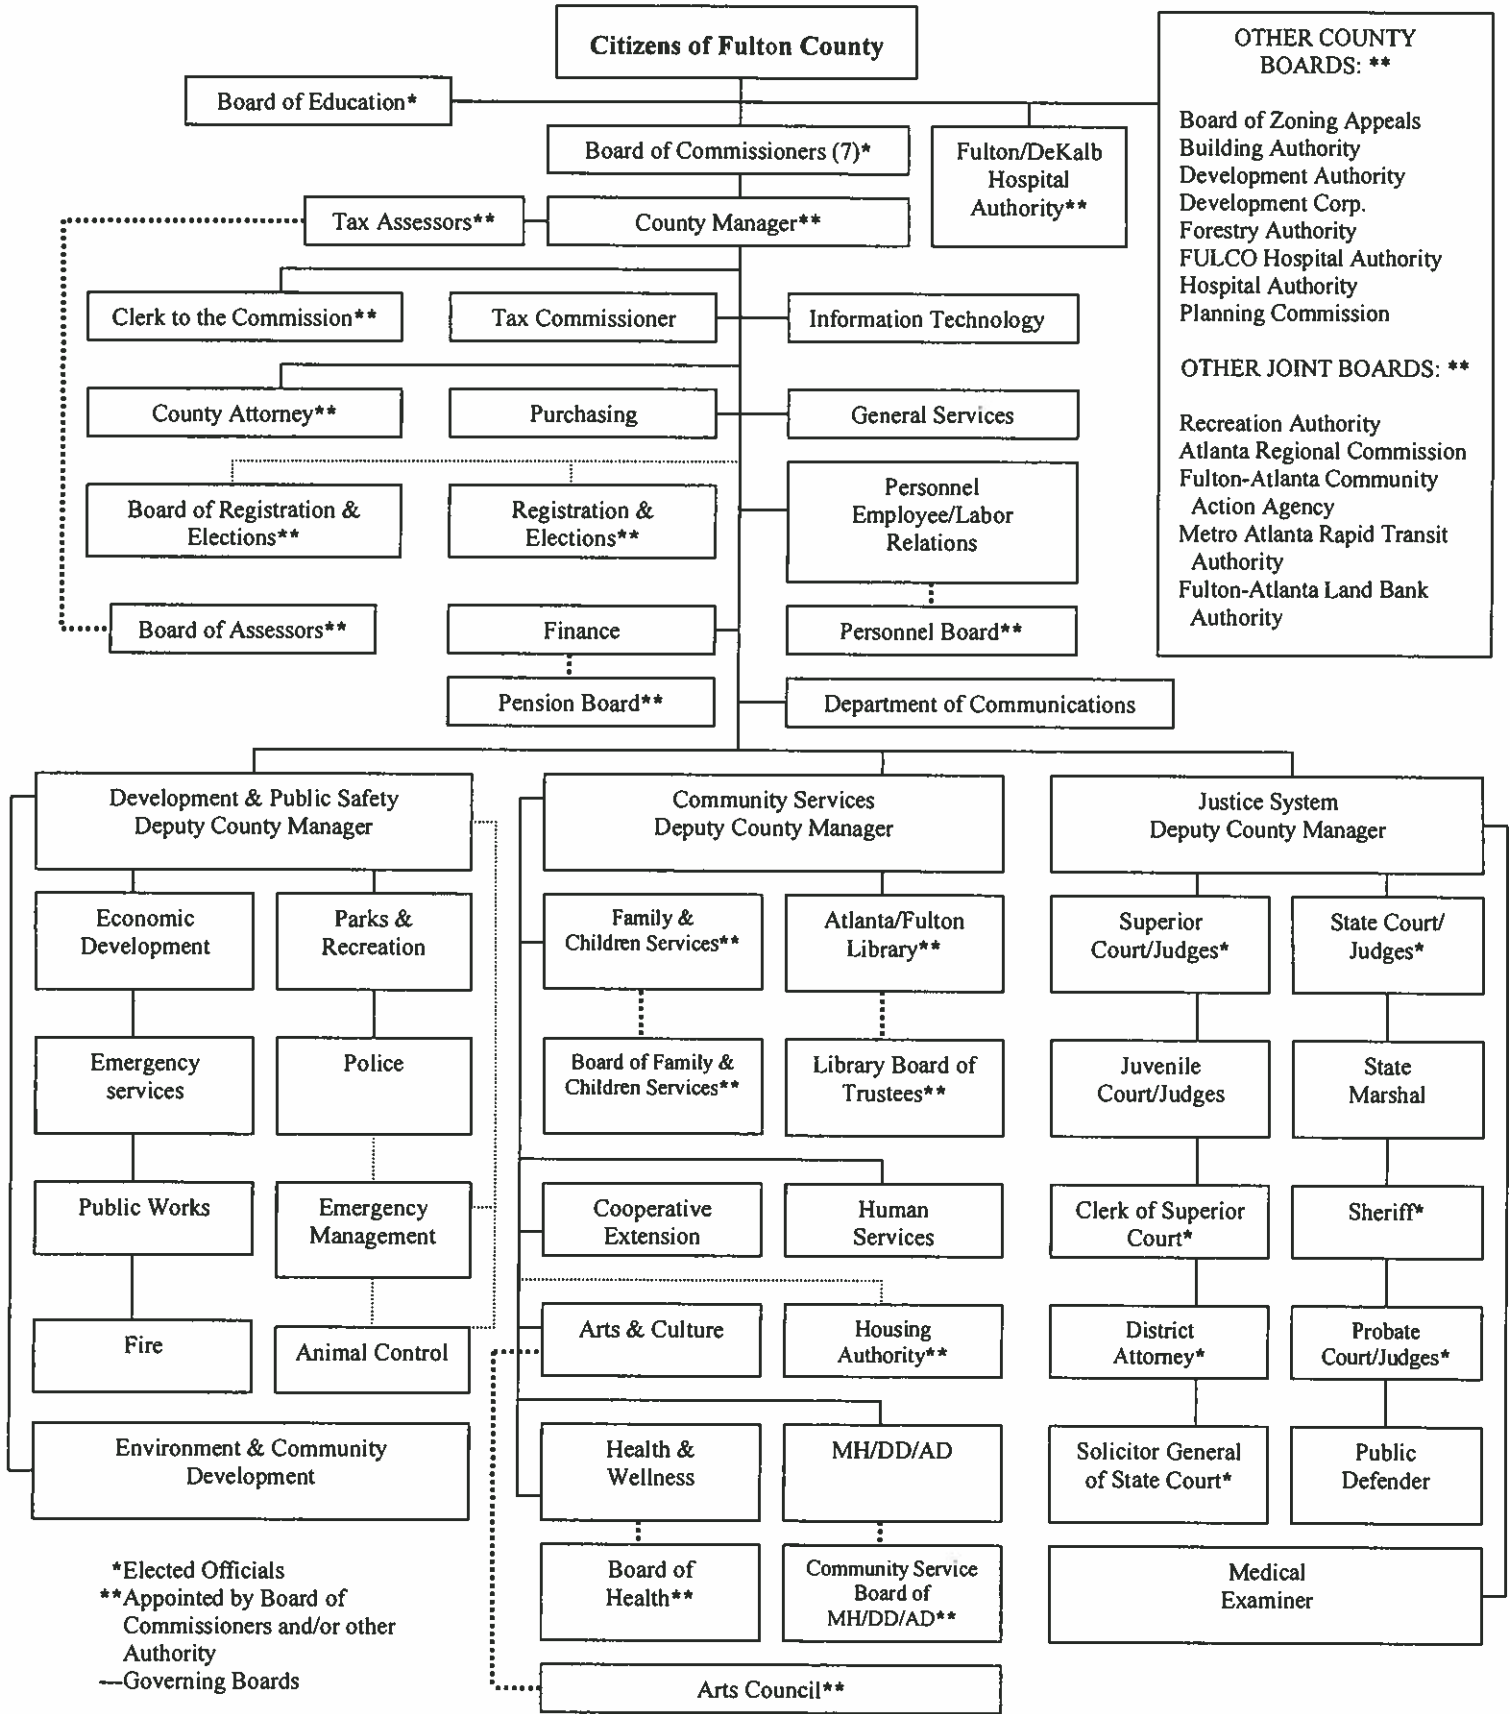 Citizens of Fulton County
Board of Education*
Board of Commissioners (7)*
Fulton/DeKalb
Hospital
Authority**
Tax Assessors**
County Manager**
OTHER COUNTY
BOARDS: **
Board of Zoning Appeals
Building Authority
Development Authority
Development Corp.
Forestry Authority
FULCO Hospital Authority
Hospital Authority
Planning Commission
OTHER JOINT BOARDS: **
Recreation Authority
Atlanta Regional Commission
Fulton-Atlanta Community
Action Agency
Metro Atlanta Rapid Transit
Authority
Fulton-Atlanta Land Bank
Authority
Clerk to the Commission**
Tax Commissioner
Information Technology
County Attorney**
Purchasing
General Services
Board of Registration &
Elections**
Registration &
Elections**
Personnel
Employee/Labor
Relations
Board of Assessors**
Finance
Personnel Board**
Pension Board**
Department of Communications
Development & Public Safety
Deputy County Manager
Economic
Development
Parks &
Recreation
Emergency
services
Police
Public Works
Emergency
Management
Fire
Animal Control
Environment & Community
Development
Community Services
Deputy County Manager
Family &
Children Services**
Atlanta/Fulton
Library**
Board of Family &
Children Services**
Library Board of
Trustees**
Cooperative
Extension
Human
Services
Arts & Culture
Housing
Authority**
Health &
Wellness
MH/DD/AD
Board of
Health**
Community Service
Board of
MH/DD/AD**
Arts Council**
Justice System
Deputy County Manager
Superior
Court/Judges*
State Court/
Judges*
Juvenile
Court/Judges
State
Marshal
Clerk of Superior
Court*
Sheriff*
District
Attorney*
Probate
Court/Judges*
Solicitor General
of State Court*
Public
Defender
Medical
Examiner
*Elected Officials
**Appointed by Board of
Commissioners and/or other
Authority
—Governing Boards